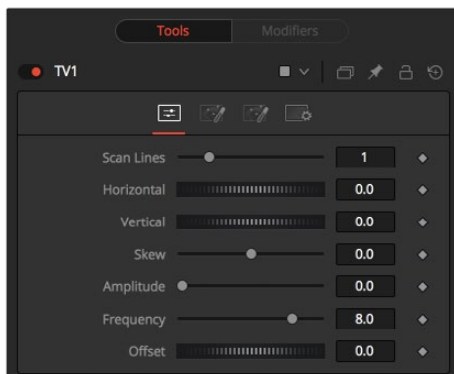 Tools Modifiers
TV1
Scan Lines 1
Horizontal 0.0
Vertical 0.0
Skew 0.0
Amplitude 0.0
Frequency 8.0
Offset 0.0